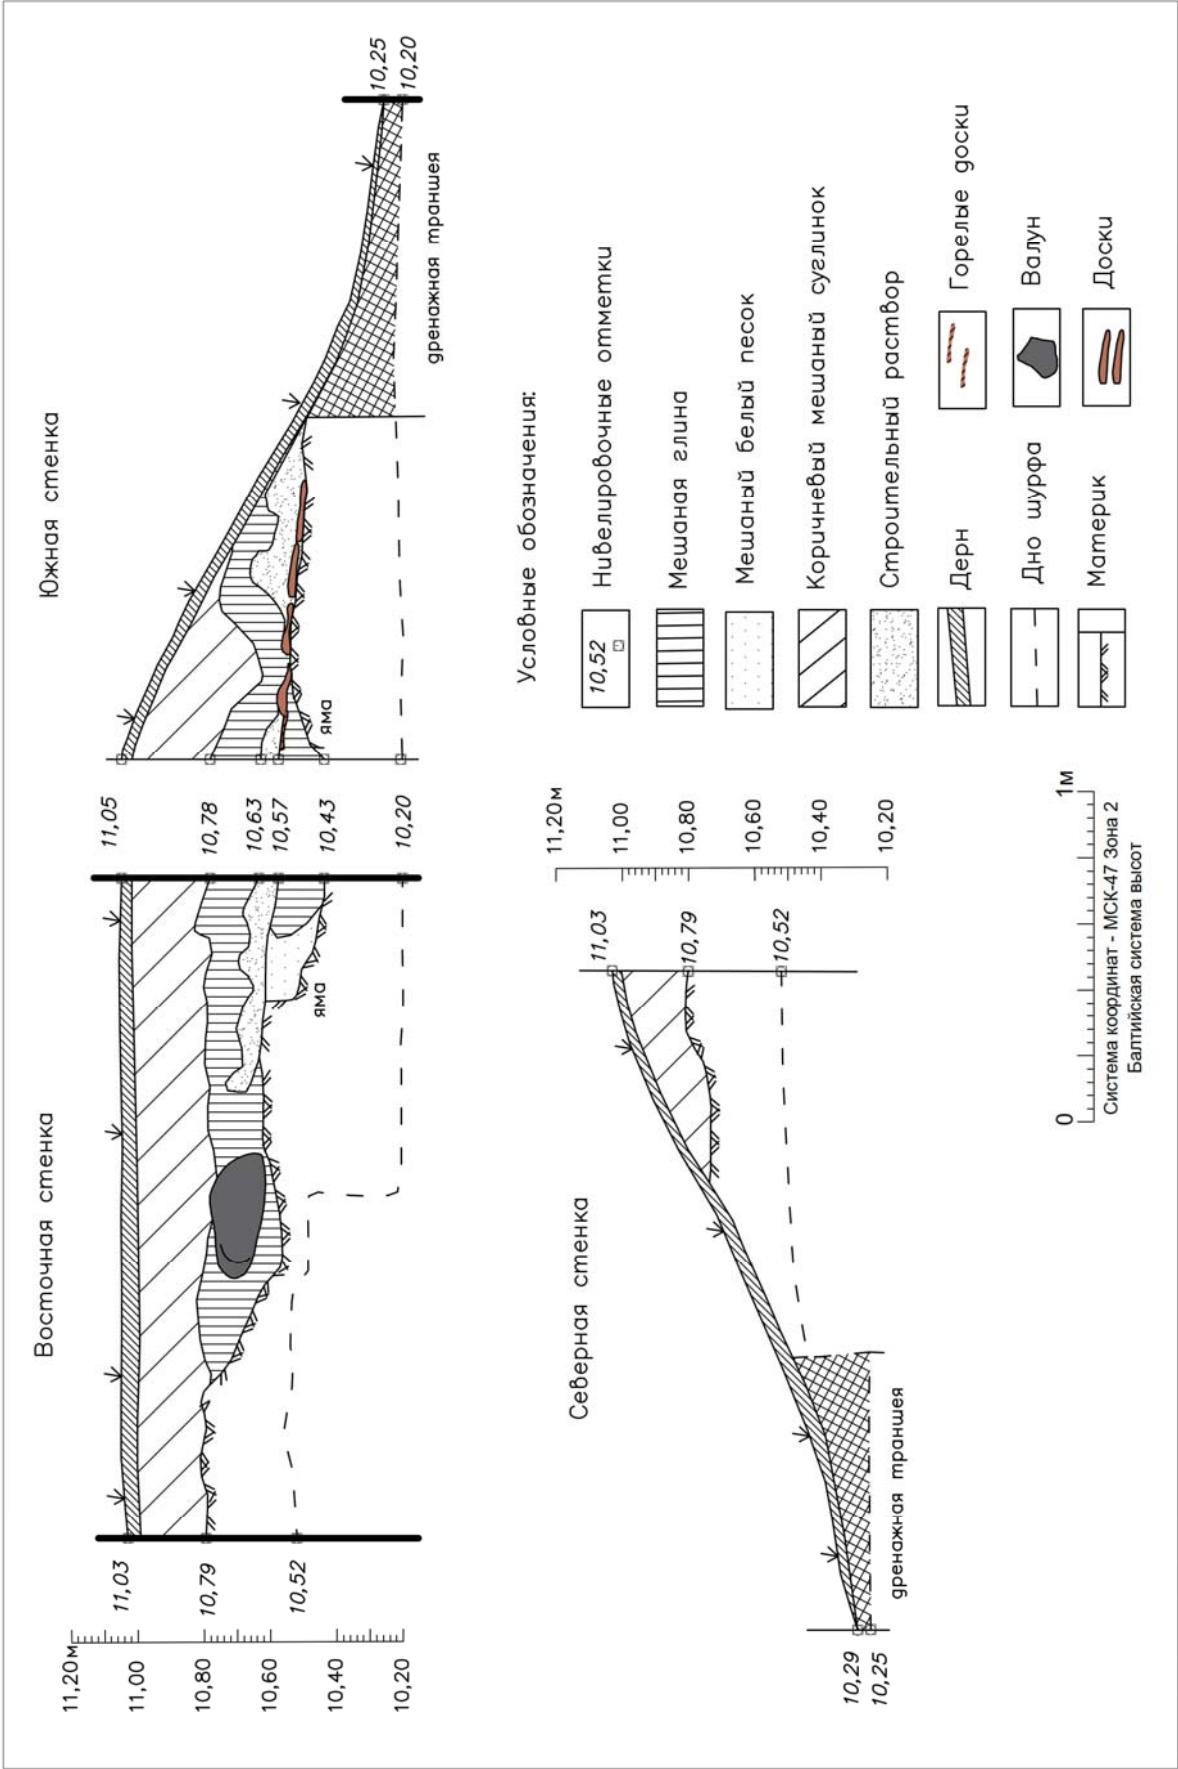 Восточная стенка
Южная стенка
11,20м
11,00
10,80
10,60
10,40
10,20
11,03
10,79
10,52
яма
11,05
10,78
10,63
10,57
10,43
10,20
яма
дренажная траншея
10,25
10,20
Северная стенка
10,29
10,25
дренажная траншея
11,03
10,79
10,52
11,20м
11,00
10,80
10,60
10,40
10,20
Условные обозначения:
10,52 Нивелировочные отметки
Мешаная глина
Мешаный белый песок
Коричневый мешаный суглинок
Строительный раствор
Дерн
Горелые доски
Дно шурфа
Валун
Материк
Доски
0 1м
Система координат - МСК-47 Зона 2
Балтийская система высот